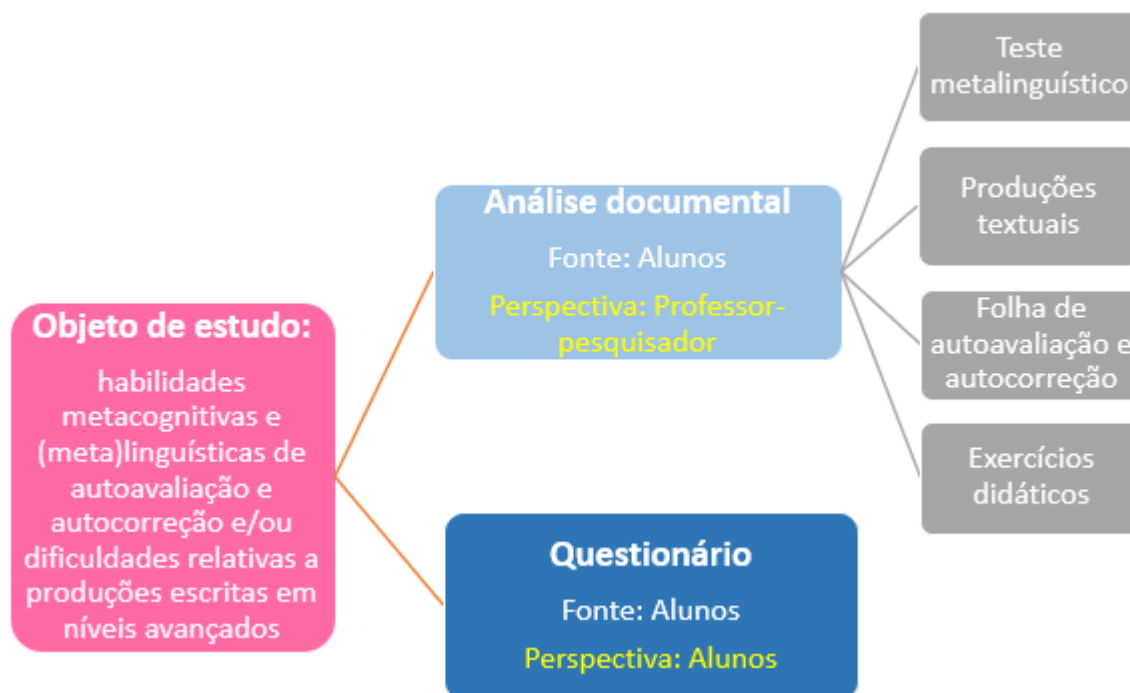 Objeto de estudo:
habilidades
metacognitivas e
(meta)linguísticas de
autoavaliação e
autocorreção e/ou
dificuldades relativas a
produções escritas em
níveis avançados
Análise documental
Fonte: Alunos
Perspectiva: Professor-
pesquisador
Questionário
Fonte: Alunos
Perspectiva: Alunos
Teste
metalinguístico
Produções
textuais
Folha de
autoavaliação e
autocorreção
Exercícios
didáticos